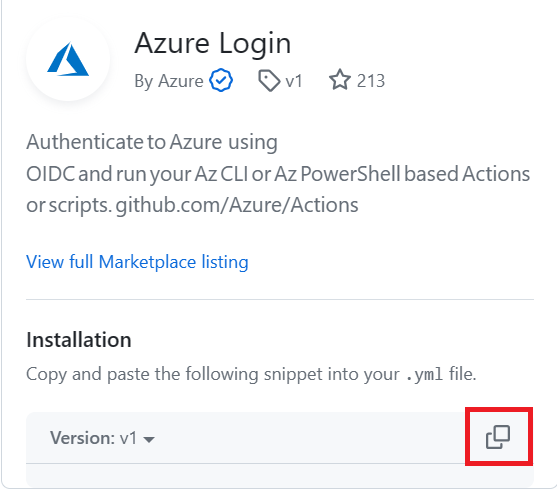 Azure Login
By Azure v1 213
Authenticate to Azure using
OIDC and run your Az CLI or Az PowerShell based Actions
or scripts. github.com/Azure/Actions
View full Marketplace listing
Installation
Copy and paste the following snippet into your .yml file.
Version: v1